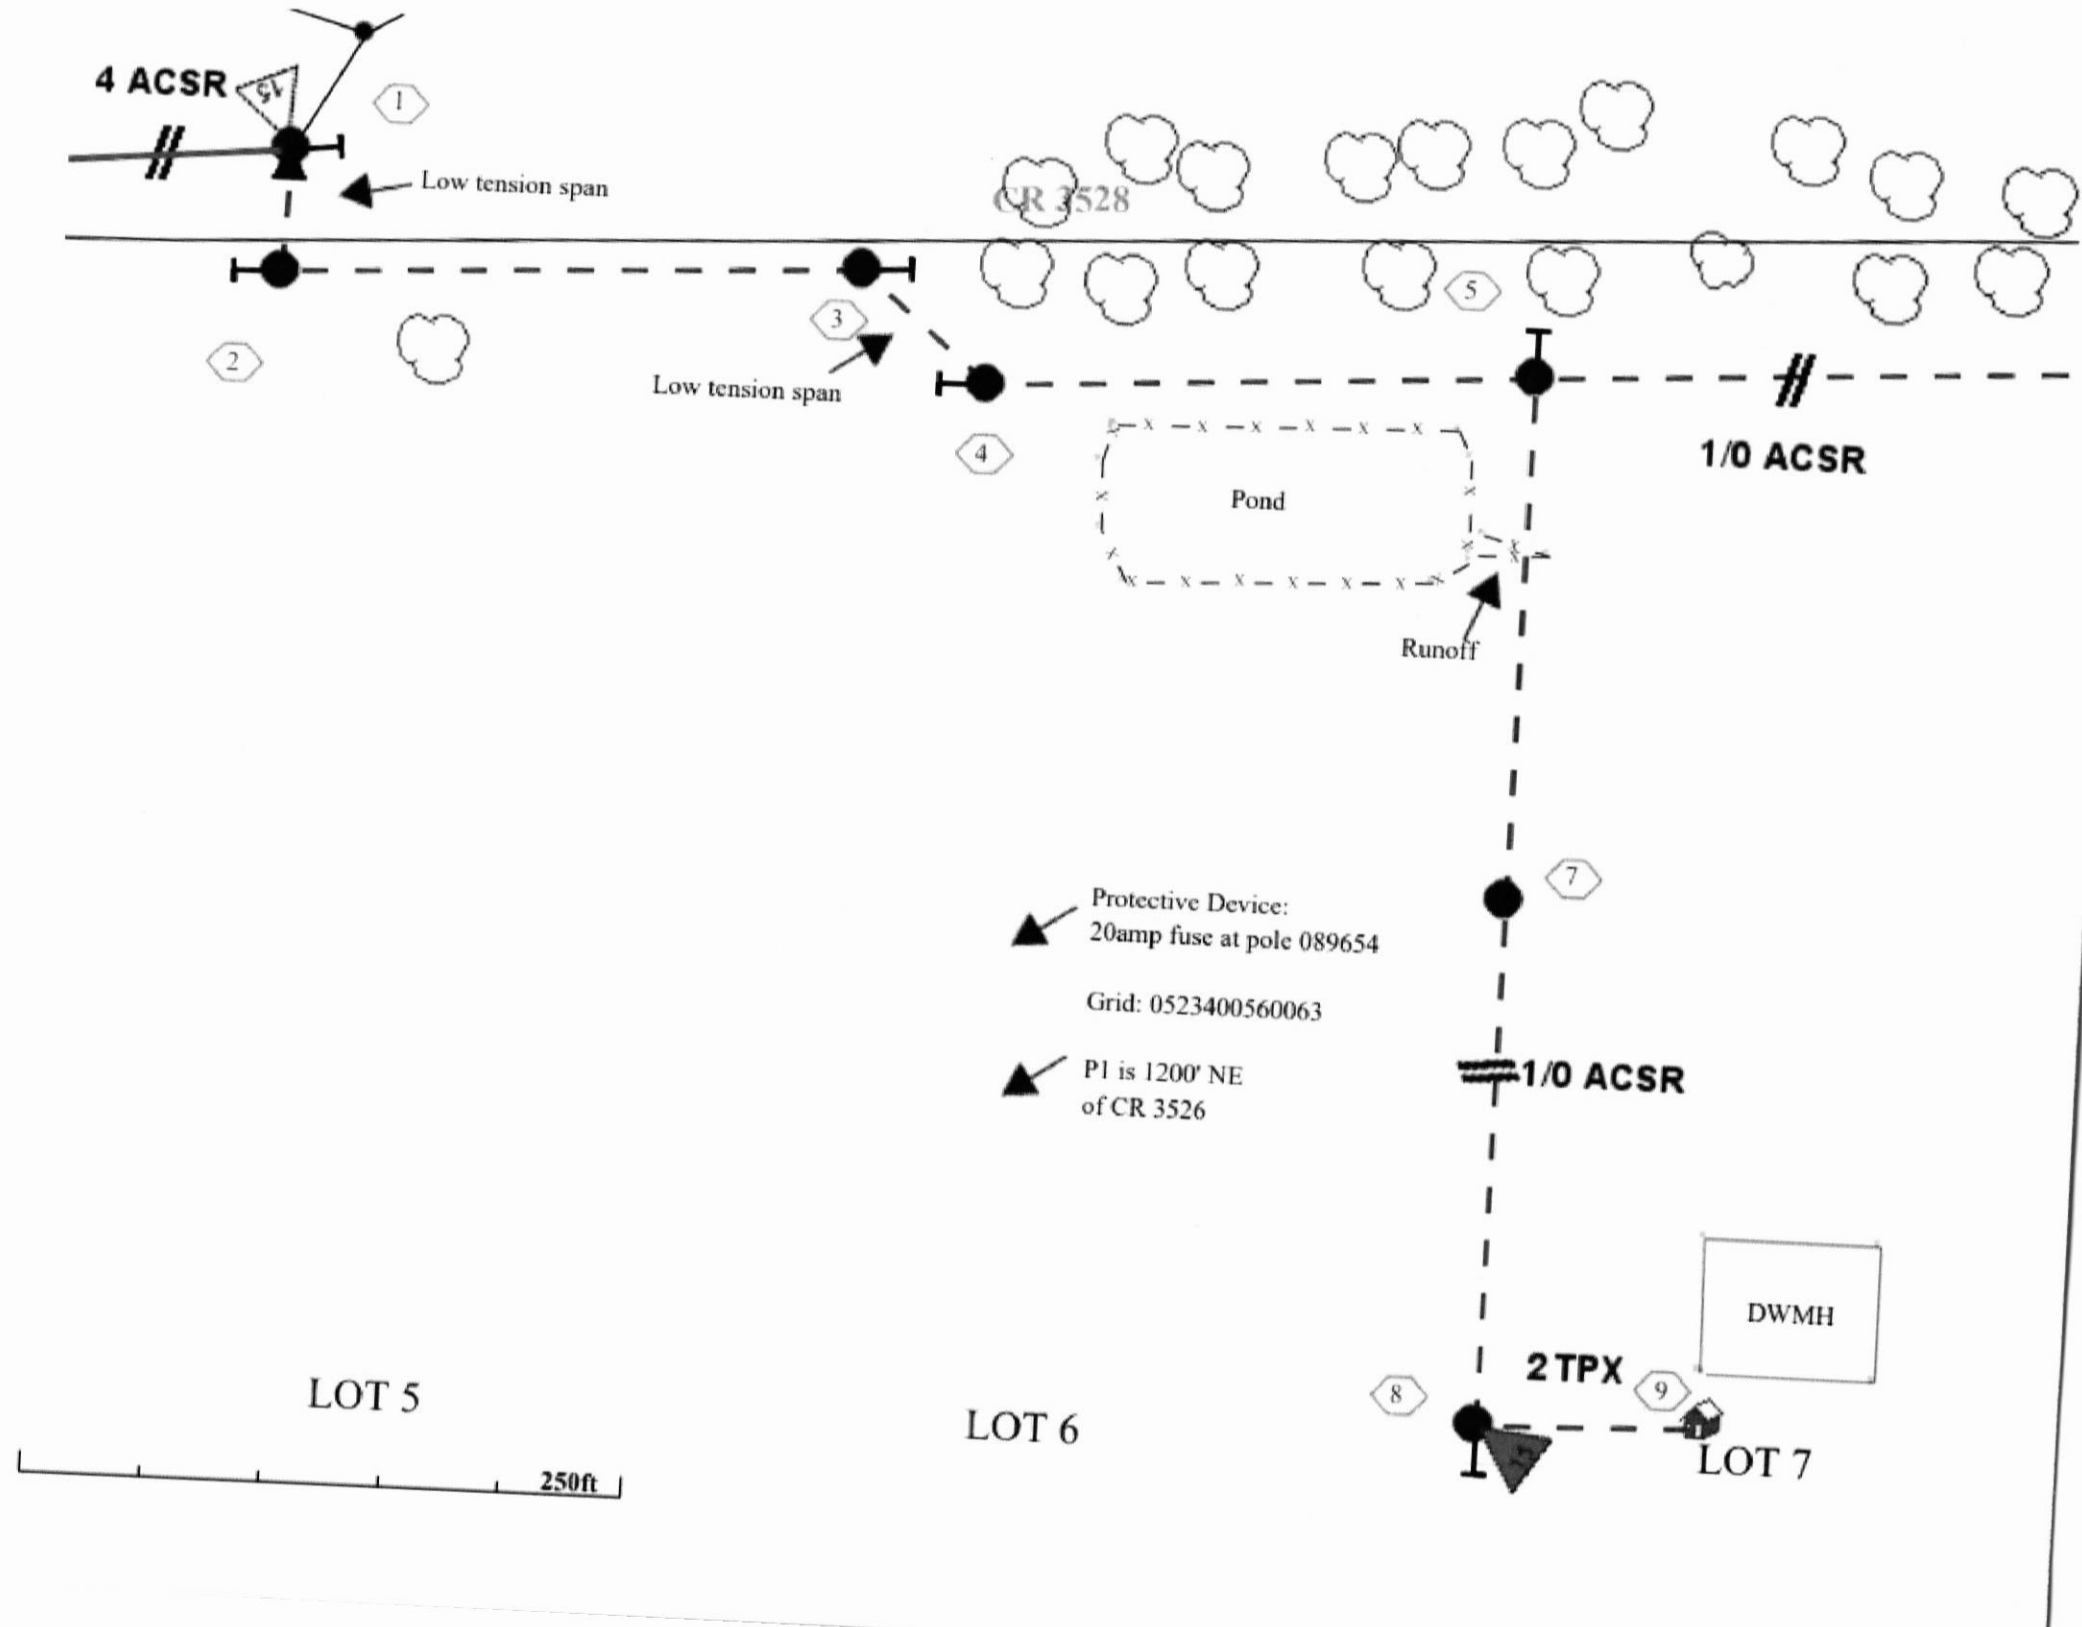 4 ACSR
15
1
Low tension span
CR 3528
2
3
Low tension span
4
5
1/0 ACSR
Pond
Runoff
7
Protective Device:
20amp fuse at pole 089654
Grid: 0523400560063
P1 is 1200' NE
of CR 3526
1/0 ACSR
DWMH
8
2 TPX
9
LOT 5
LOT 6
LOT 7
250ft